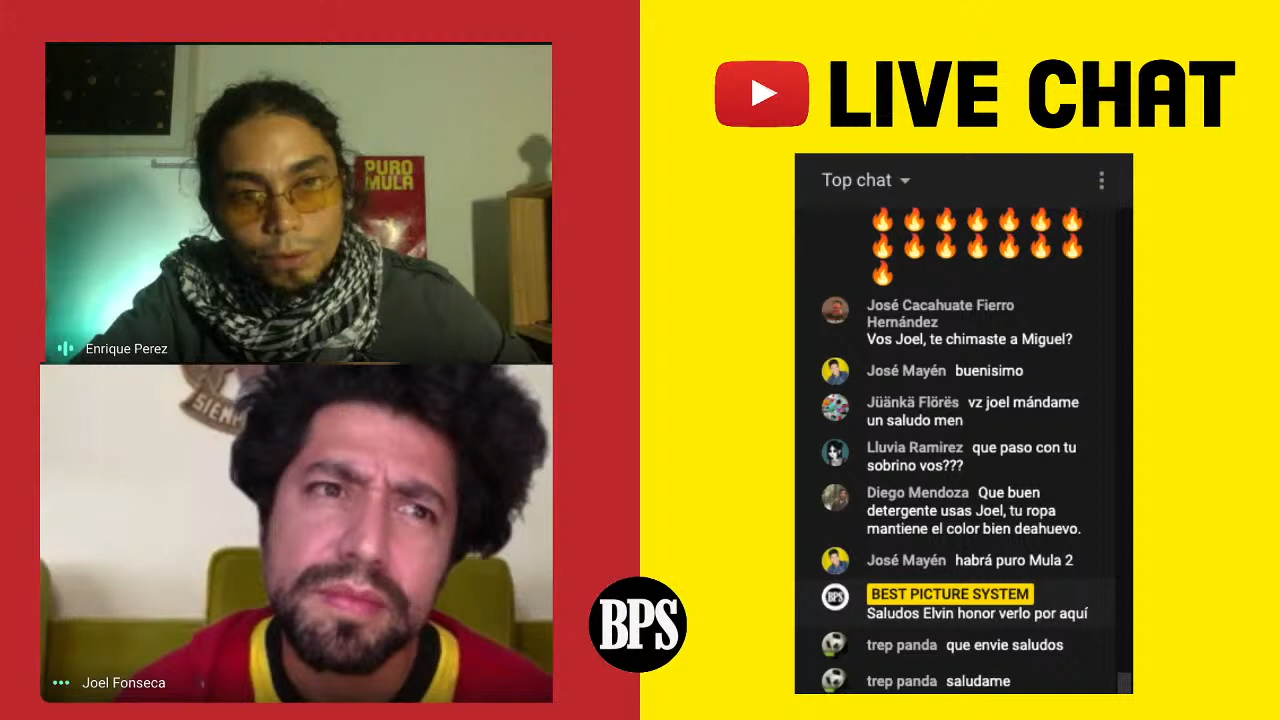 PURO
MULA
Enrique Perez
SIEM
Joel Fonseca
BPS
LIVE CHAT
Top chat
🔥🔥🔥🔥🔥🔥🔥
🔥🔥🔥🔥🔥🔥🔥
🔥
José Cacahuate Fierro
Hernández
Vos Joel, te chimaste a Miguel?
José Mayén buenisimo
Jüänkä Flörës vz joel mándame
un saludo men
Lluvia Ramirez que paso con tu
sobrino vos???
Diego Mendoza Que buen
detergente usas Joel, tu ropa
mantiene el color bien deahuevo.
José Mayén habrá puro Mula 2
BPS BEST PICTURE SYSTEM
Saludos Elvin honor verlo por aquí
trep panda que envie saludos
trep panda saludame